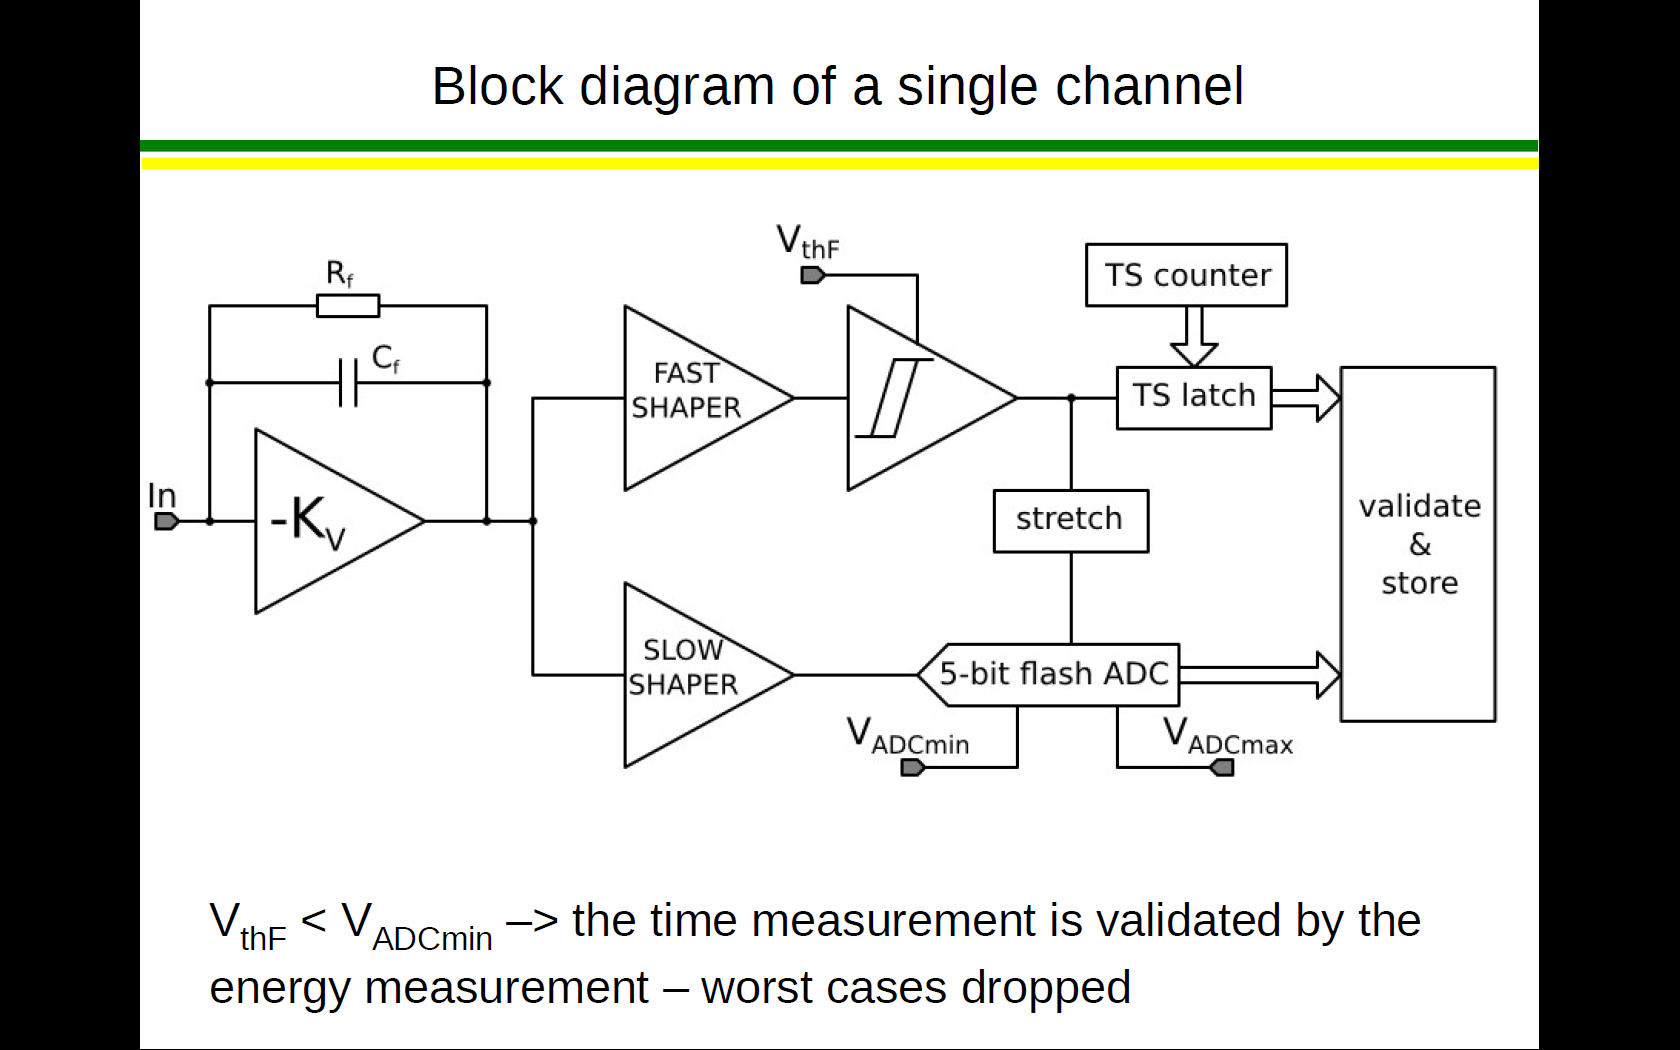 Block diagram of a single channel
VthF
TS counter
Rf
Cf
FAST
SHAPER
TS latch
In
-Kv
stretch
validate
&
store
SLOW
SHAPER
5-bit flash ADC
VADCmin
VADCmax
VthF < VADCmin –> the time measurement is validated by the
energy measurement – worst cases dropped